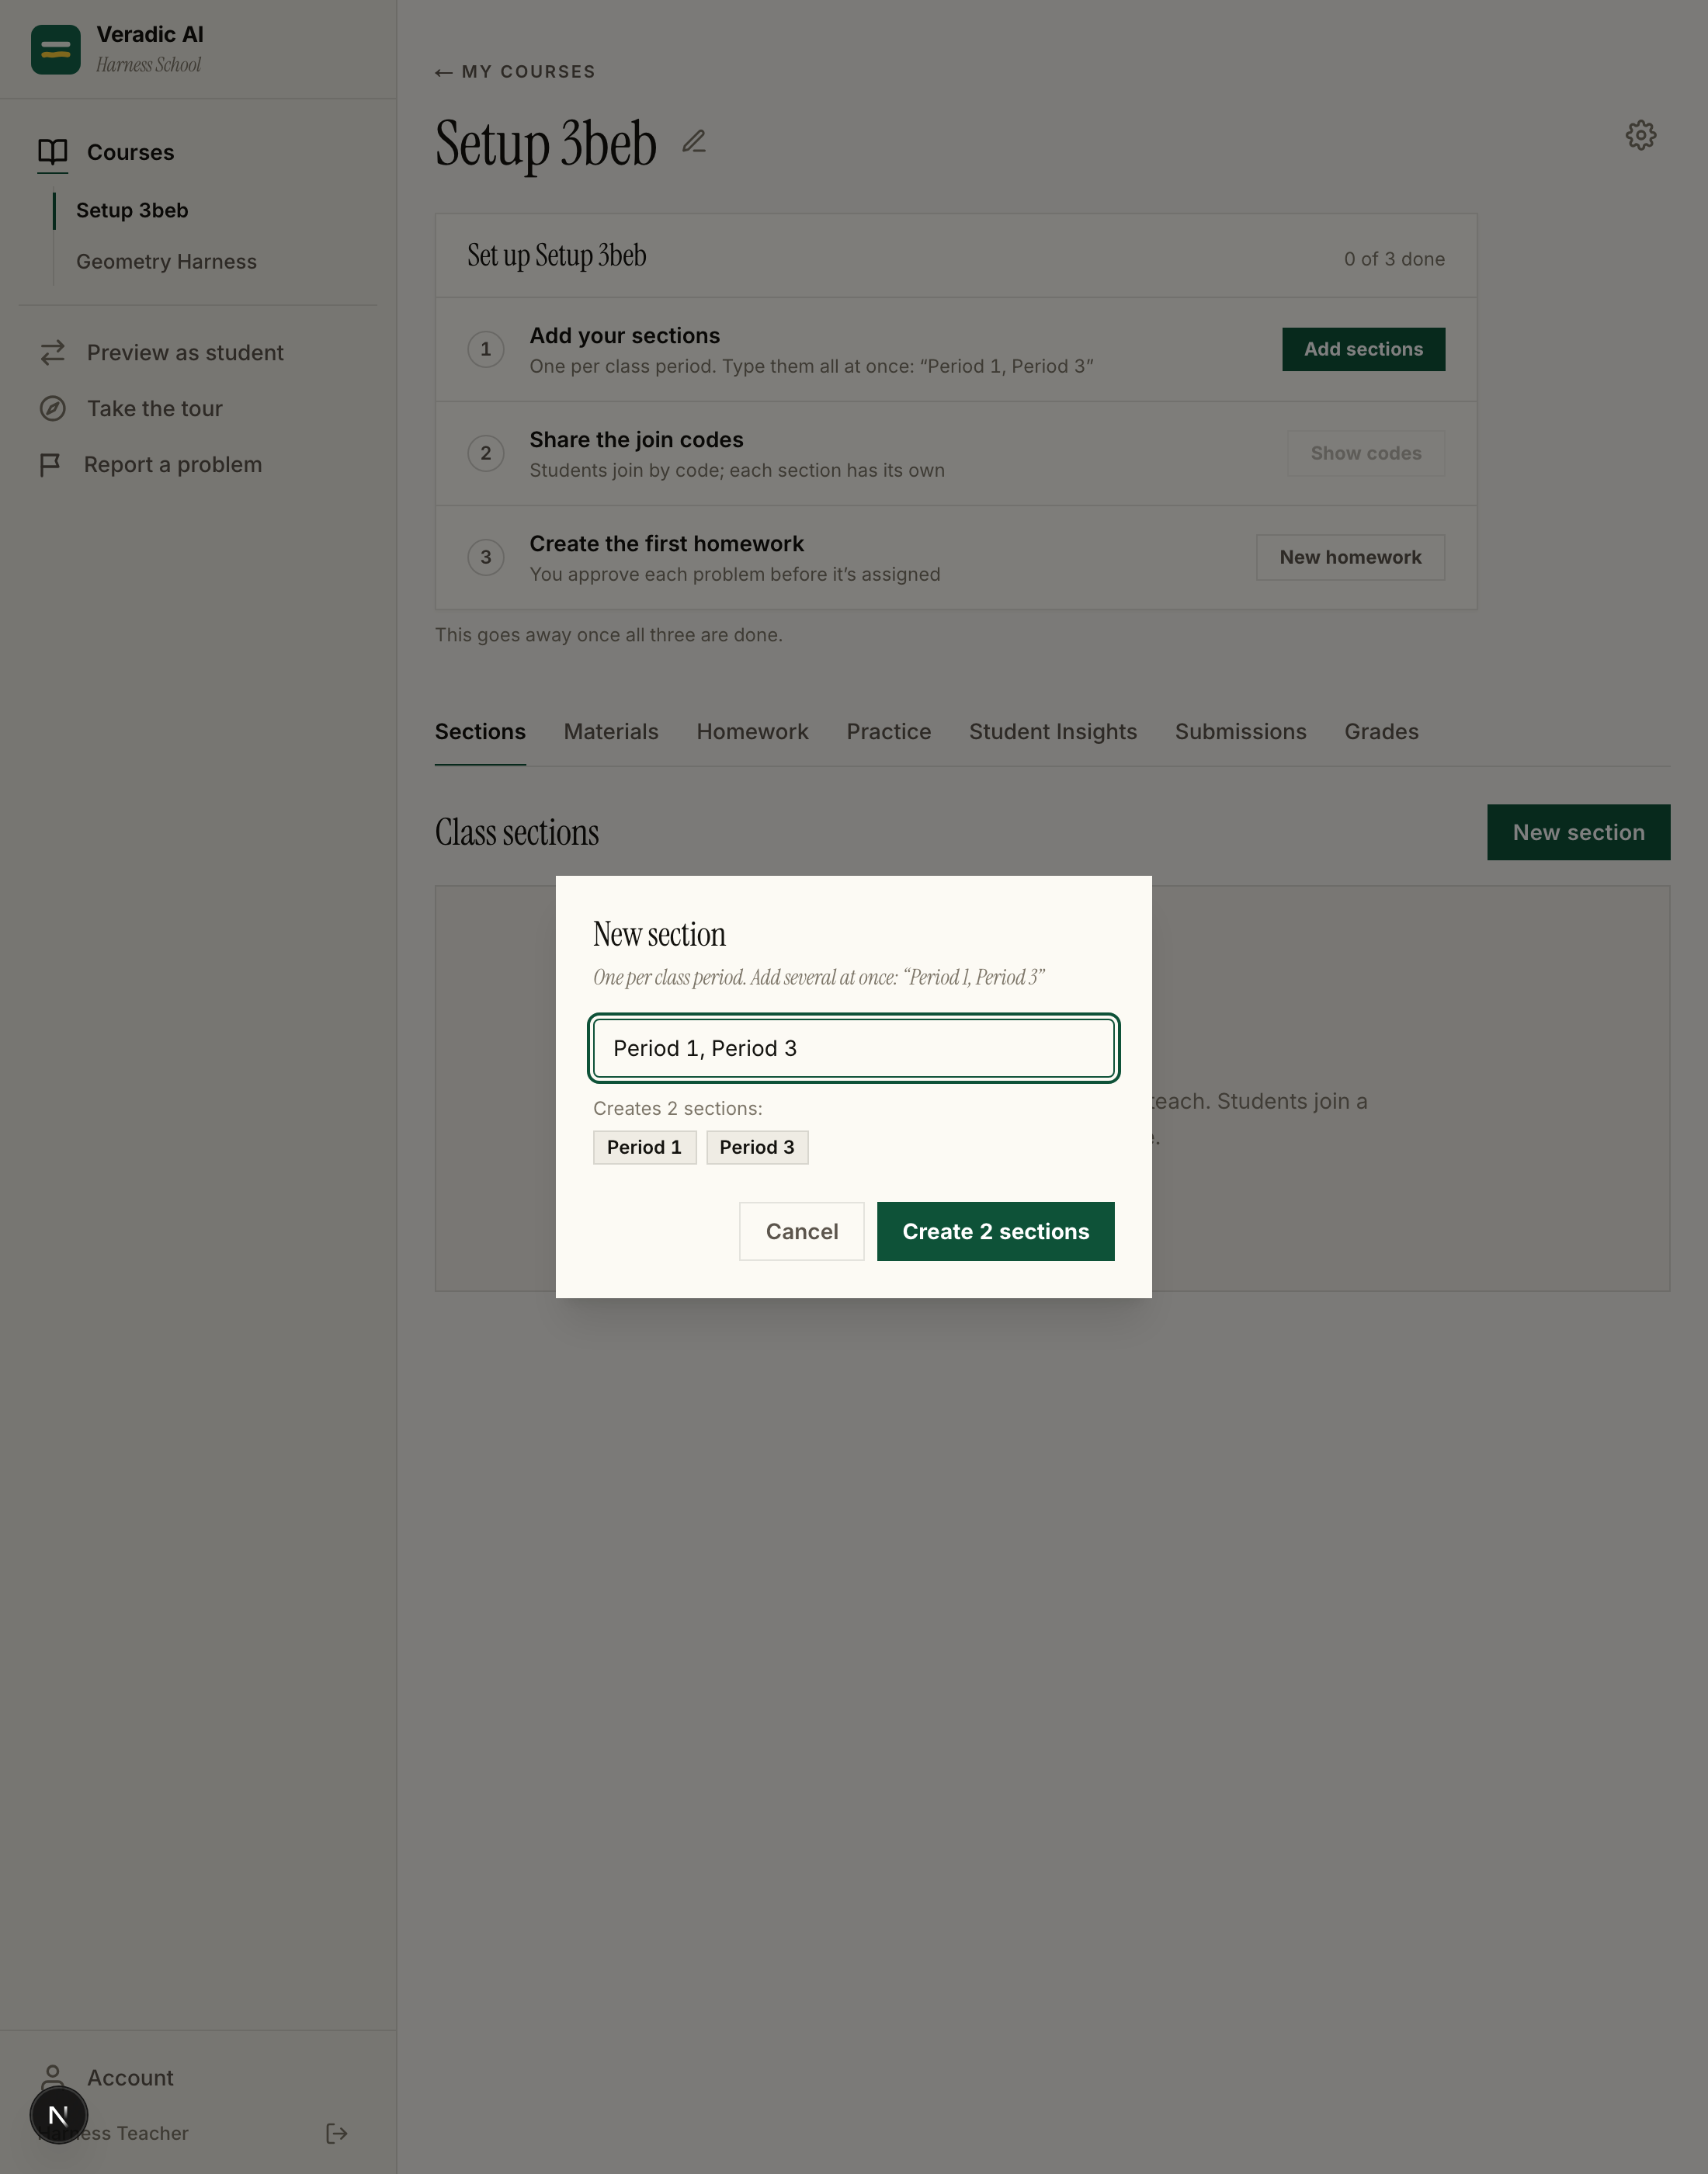 Veradic AI
Harness School
Courses
Setup 3beb
Geometry Harness
Preview as student
Take the tour
Report a problem
Account
Teacher
← MY COURSES
Setup 3beb
Set up Setup 3beb
0 of 3 done
1
Add your sections
One per class period. Type them all at once: “Period 1, Period 3”
Add sections
2
Share the join codes
Students join by code; each section has its own
Show codes
3
Create the first homework
You approve each problem before it’s assigned
New homework
This goes away once all three are done.
Sections Materials Homework Practice Student Insights Submissions Grades
Class sections
New section
teach. Students join a
New section
One per class period. Add several at once: “Period 1, Period 3”
Period 1, Period 3
Creates 2 sections:
Period 1 Period 3
Cancel
Create 2 sections
N